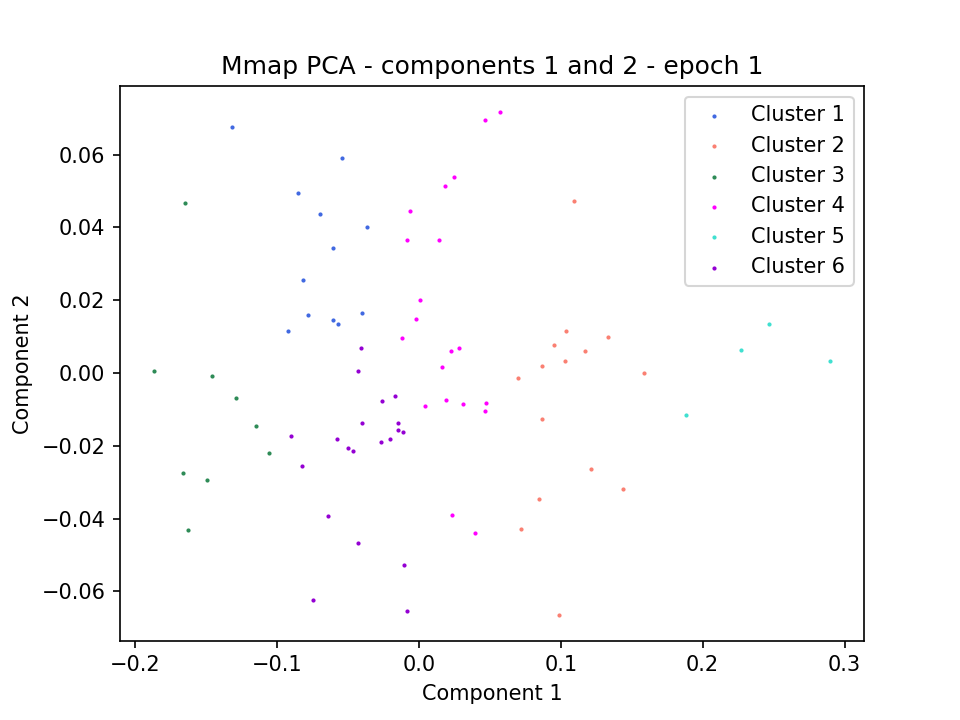 Mmap PCA - components 1 and 2 - epoch 1
Cluster 1
Cluster 2
Cluster 3
Cluster 4
Cluster 5
Cluster 6
Component 2
0.06
0.04
0.02
0.00
−0.02
−0.04
−0.06
−0.2
−0.1
0.0
0.1
0.2
0.3
Component 1